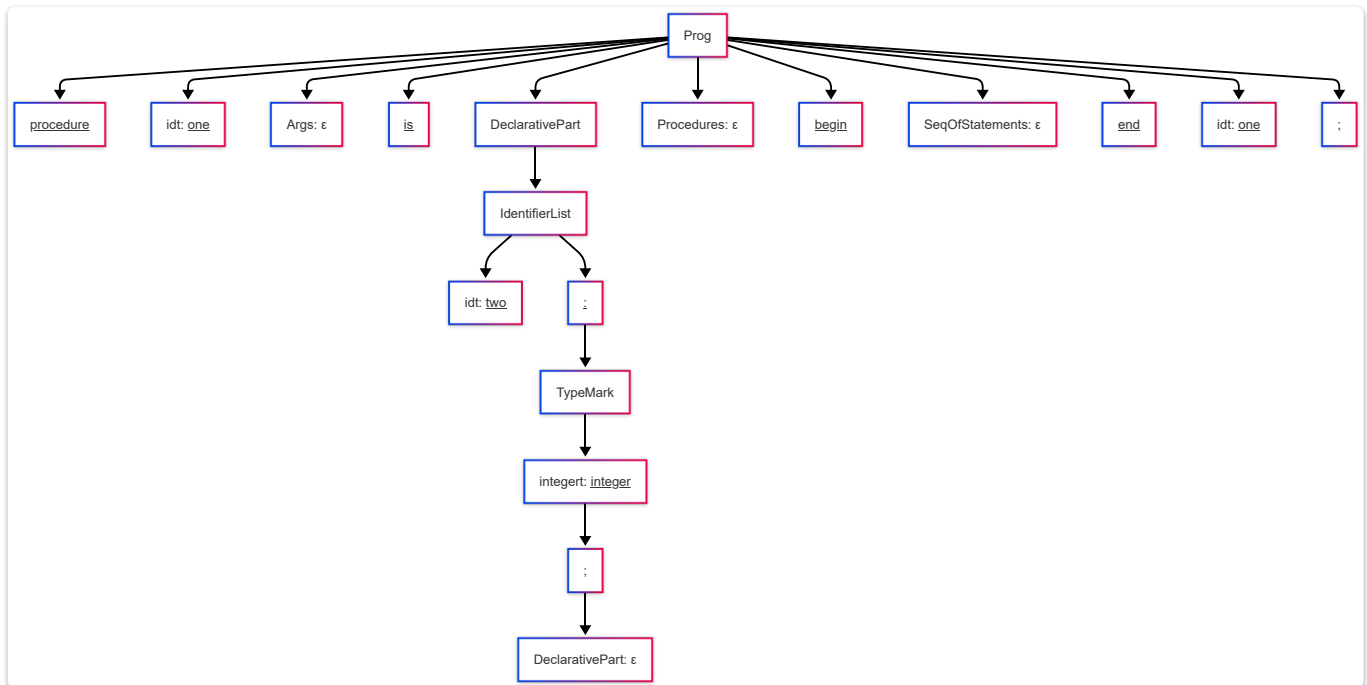 Prog
procedure
idt: one
Args: ε
is
DeclarativePart
Procedures: ε
begin
SeqOfStatements: ε
end
idt: one
;
IdentifierList
idt: two
:
TypeMark
integert: integer
;
DeclarativePart: ε